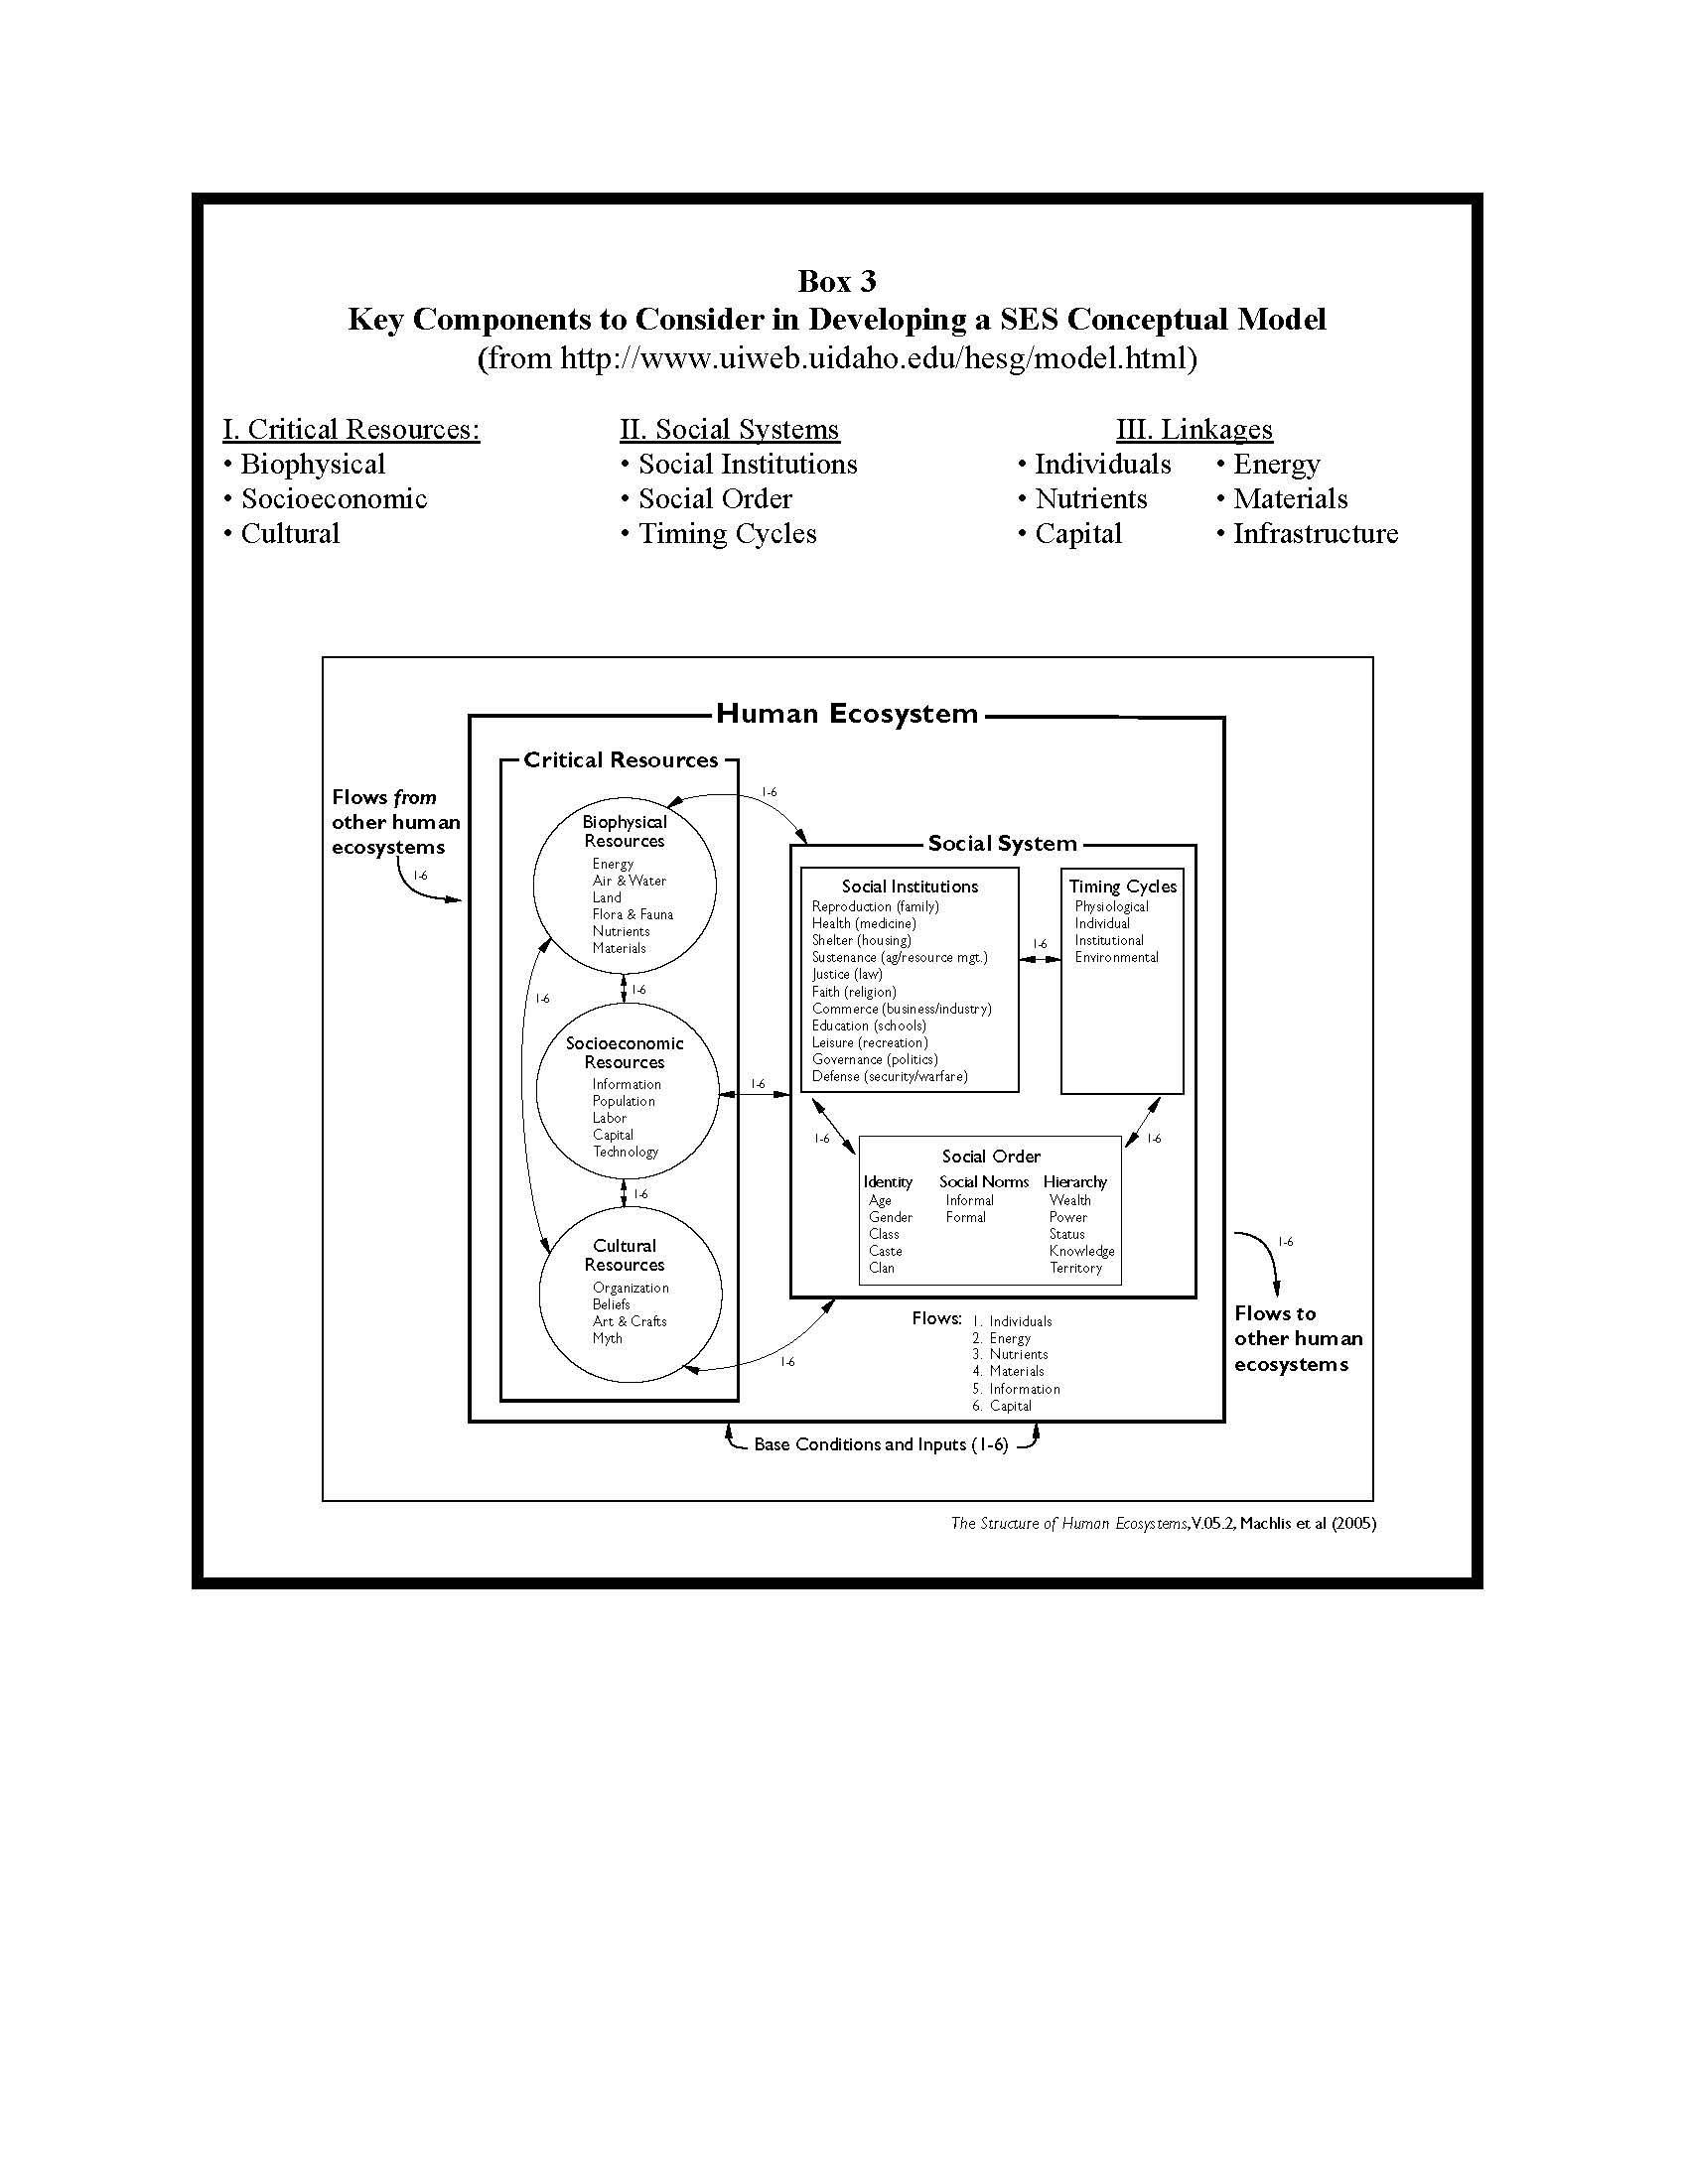 Box 3
Key Components to Consider in Developing a SES Conceptual Model
(from http://www.uiweb.uidaho.edu/hesg/model.html)
I. Critical Resources:
• Biophysical
• Socioeconomic
• Cultural
II. Social Systems
• Social Institutions
• Social Order
• Timing Cycles
III. Linkages
• Individuals • Energy
• Nutrients • Materials
• Capital • Infrastructure
Human Ecosystem
Flows from
other human
ecosystems
1-6
Critical Resources
Biophysical
Resources
Energy
Air & Water
Land
Flora & Fauna
Nutrients
Materials
1-6
1-6
1-6
Socioeconomic
Resources
Information
Population
Labor
Capital
Technology
1-6
1-6
Cultural
Resources
Organization
Beliefs
Art & Crafts
Myth
1-6
Social System
Social Institutions
Reproduction (family)
Health (medicine)
Shelter (housing)
Sustenance (ag/resource mgt.)
Justice (law)
Faith (religion)
Commerce (business/industry)
Education (schools)
Leisure (recreation)
Governance (politics)
Defense (security/warfare)
1-6
Timing Cycles
Physiological
Individual
Institutional
Environmental
1-6
1-6
Social Order
Identity
Age
Gender
Class
Caste
Clan
Social Norms
Informal
Formal
Hierarchy
Wealth
Power
Status
Knowledge
Territory
Flows:
1. Individuals
2. Energy
3. Nutrients
4. Materials
5. Information
6. Capital
1-6
Flows to
other human
ecosystems
Base Conditions and Inputs (1-6)
The Structure of Human Ecosystems,V.05.2, Machlis et al (2005)